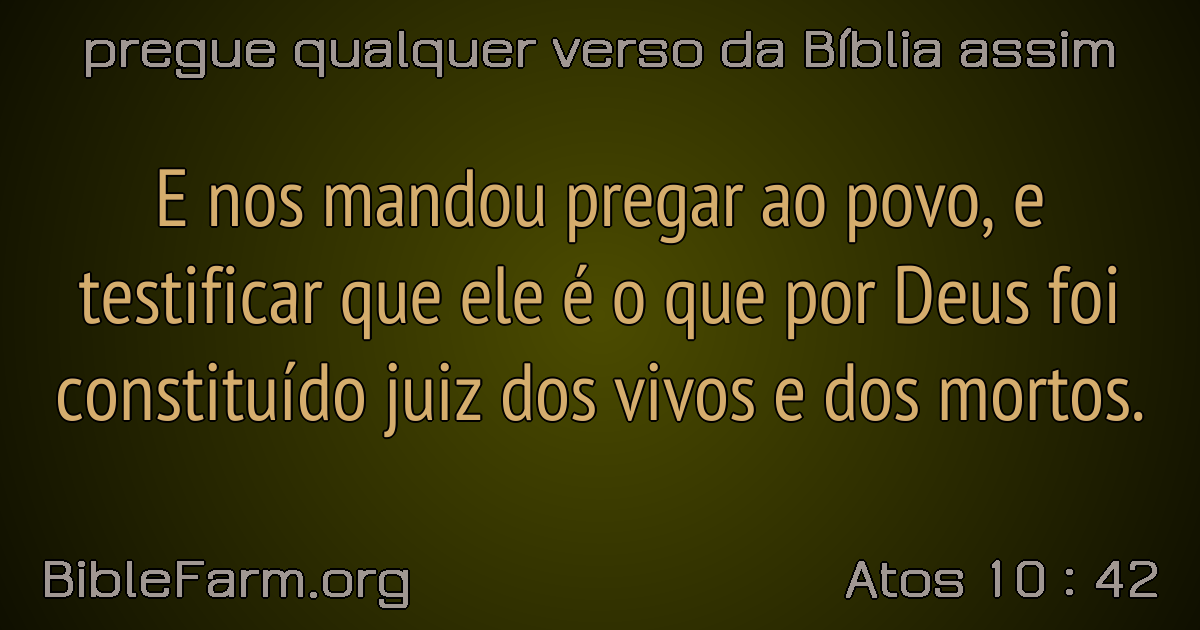 pregue qualquer verso da Bíblia assim
E nos mandou pregar ao povo, e
testificar que ele é o que por Deus foi
constituído juiz dos vivos e dos mortos.
BibleFarm.org
Atos 10 : 42